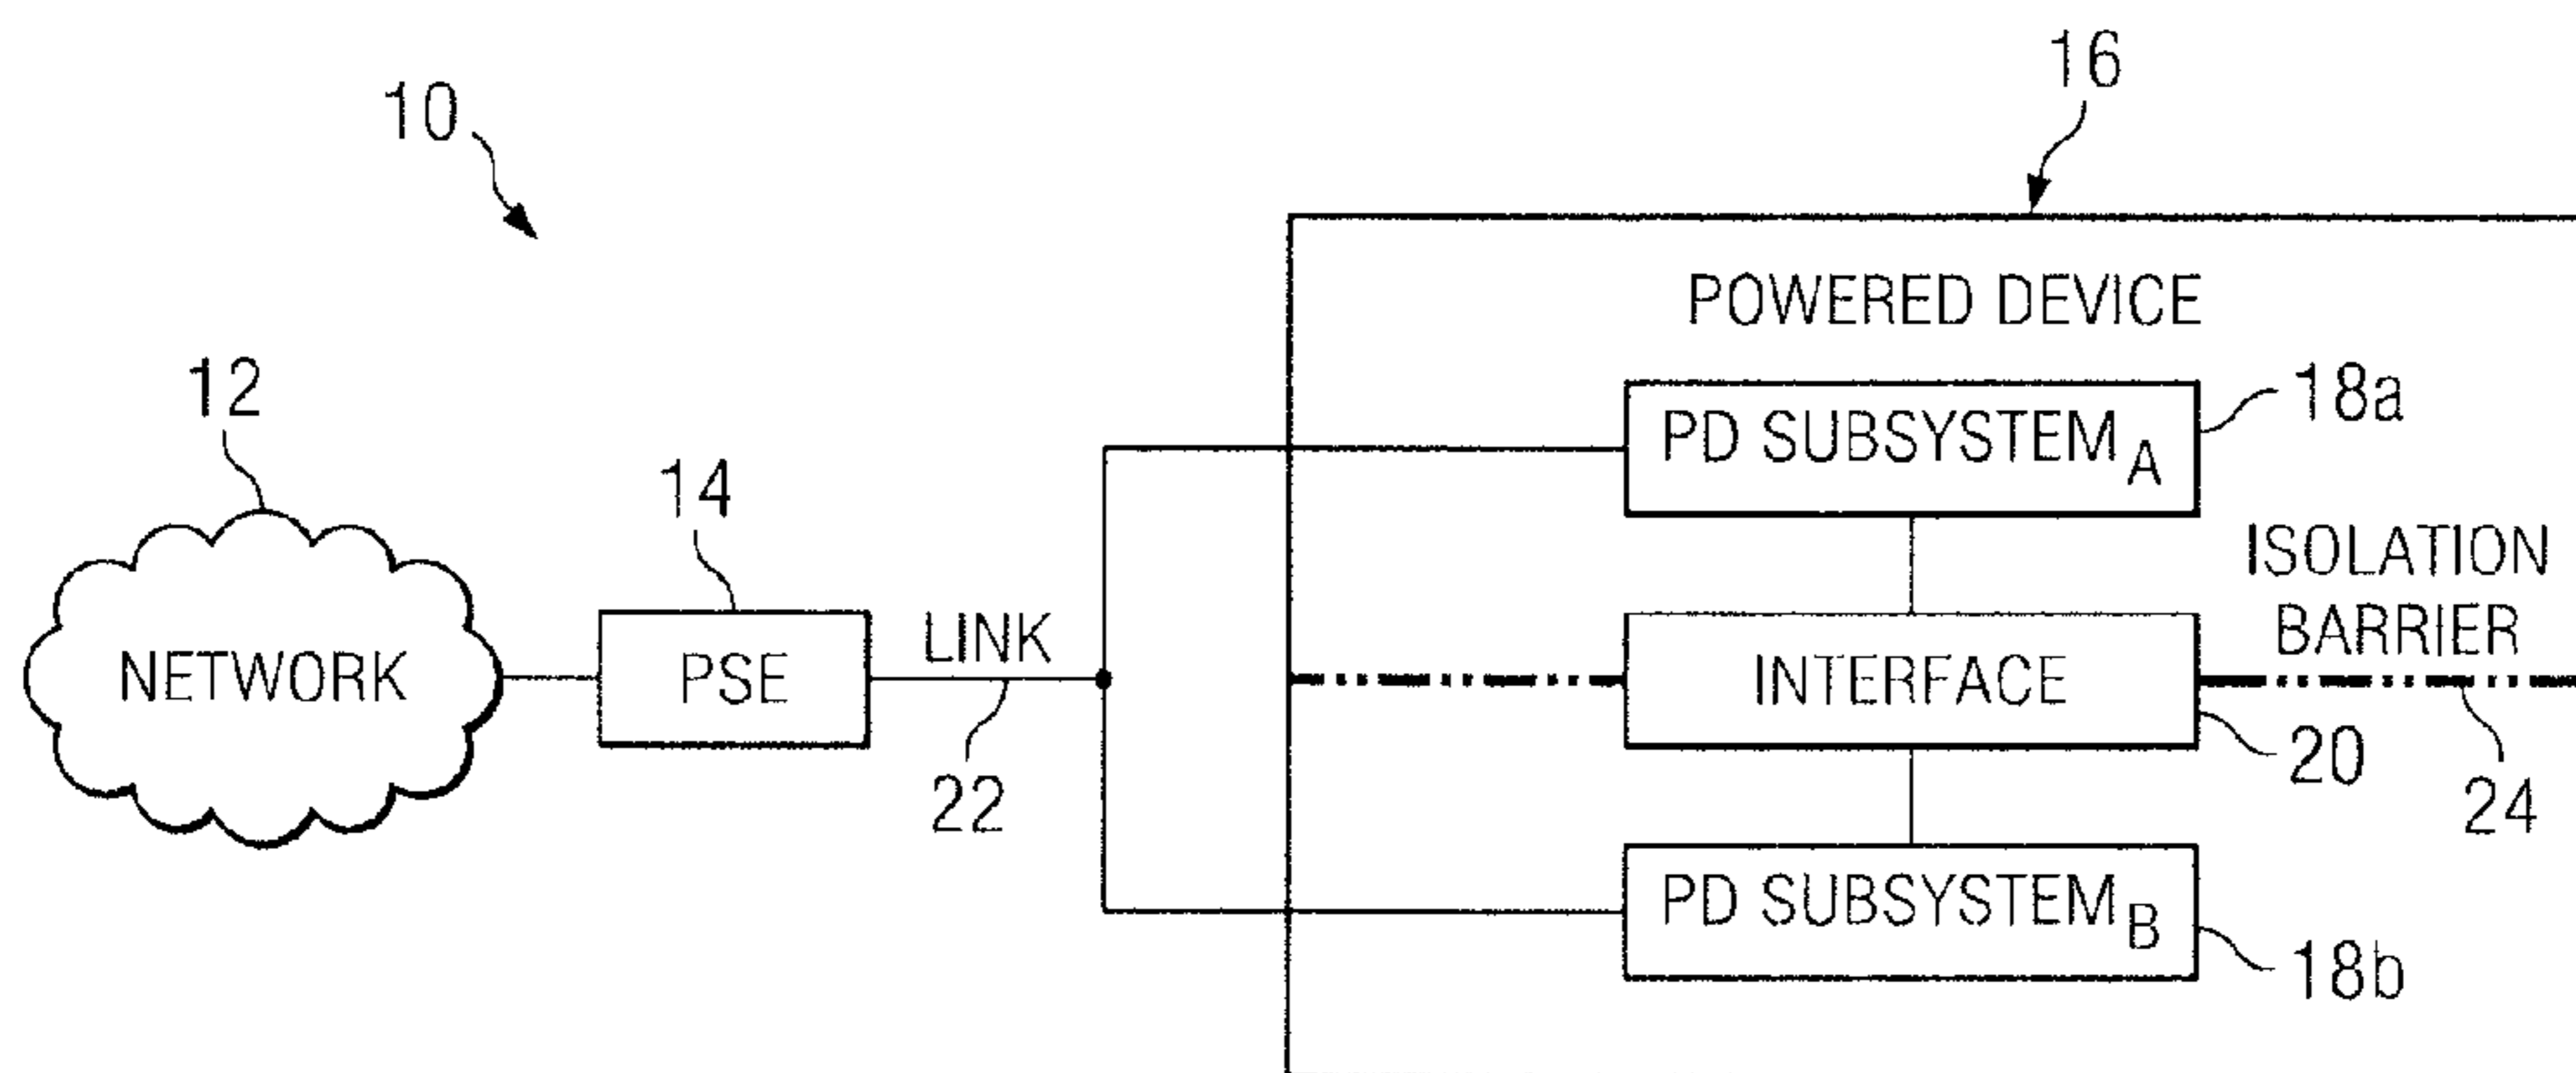 16
10
POWERED DEVICE
12
18a
PD SUBSYSTEM A
14
ISOLATION
BARRIER
LINK
NETWORK
PSE
INTERFACE
20
22
24
PD SUBSYSTEM B
18b